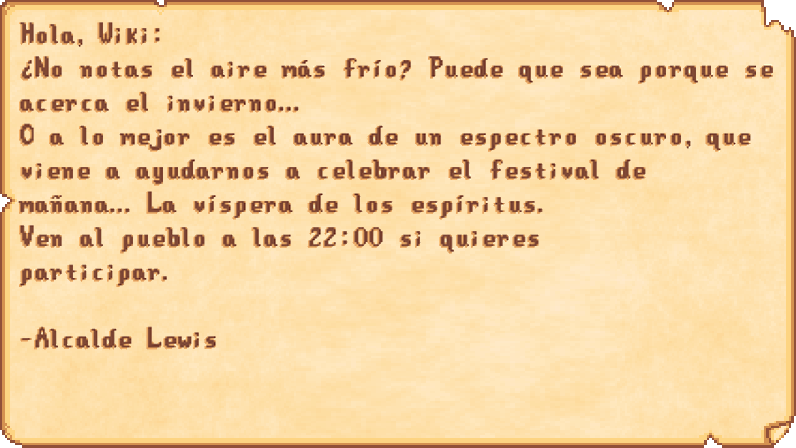 Hola, Wiki:
¿No notas el aire más frío? Puede que sea porque se
acerca el invierno...
O a lo mejor es el aura de un espectro oscuro, que
viene a ayudarnos a celebrar el festival de
mañana... La víspera de los espíritus.
Ven al pueblo a las 22:00 si quieres
participar.
-Alcalde Lewis